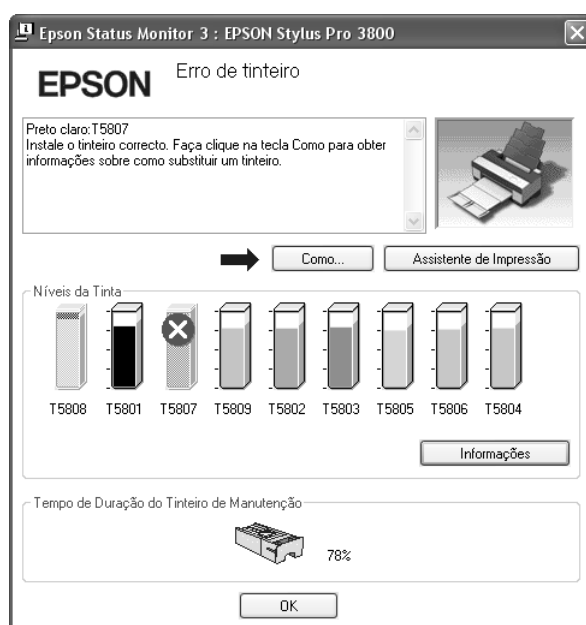 Epson Status Monitor 3 : EPSON Stylus Pro 3800
EPSON
Erro de tinteiro
Preto claro:T5807
Instale o tinteiro correcto. Faça clique na tecla Como para obter
informações sobre como substituir um tinteiro.
Como...
Assistente de Impressão
Níveis da Tinta
T5808 T5801 T5807 T5809 T5802 T5803 T5805 T5806 T5804
Informações
Tempo de Duração do Tinteiro de Manutenção
78%
OK